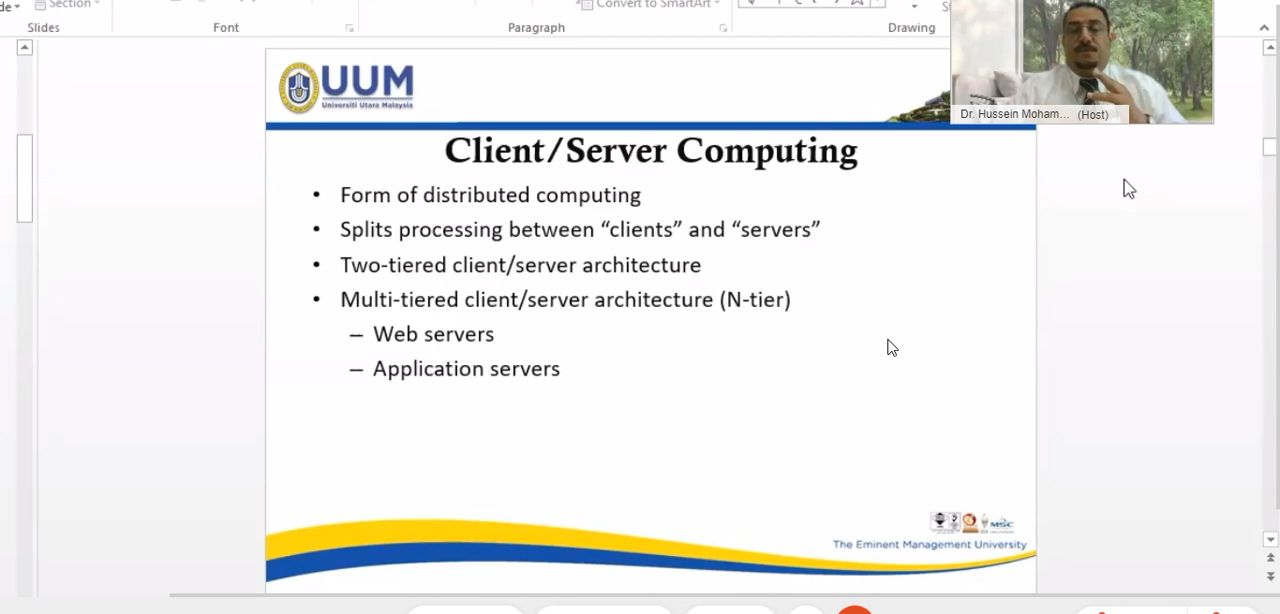 Section
Convert to SmartArt
Slides
Font
Paragraph
Drawing
UUM
Universiti Utara Malaysia
Dr. Hussein Moham... (Host)
Client/Server Computing
• Form of distributed computing
• Splits processing between “clients” and “servers”
• Two-tiered client/server architecture
• Multi-tiered client/server architecture (N-tier)
– Web servers
– Application servers
MSC
The Eminent Management University